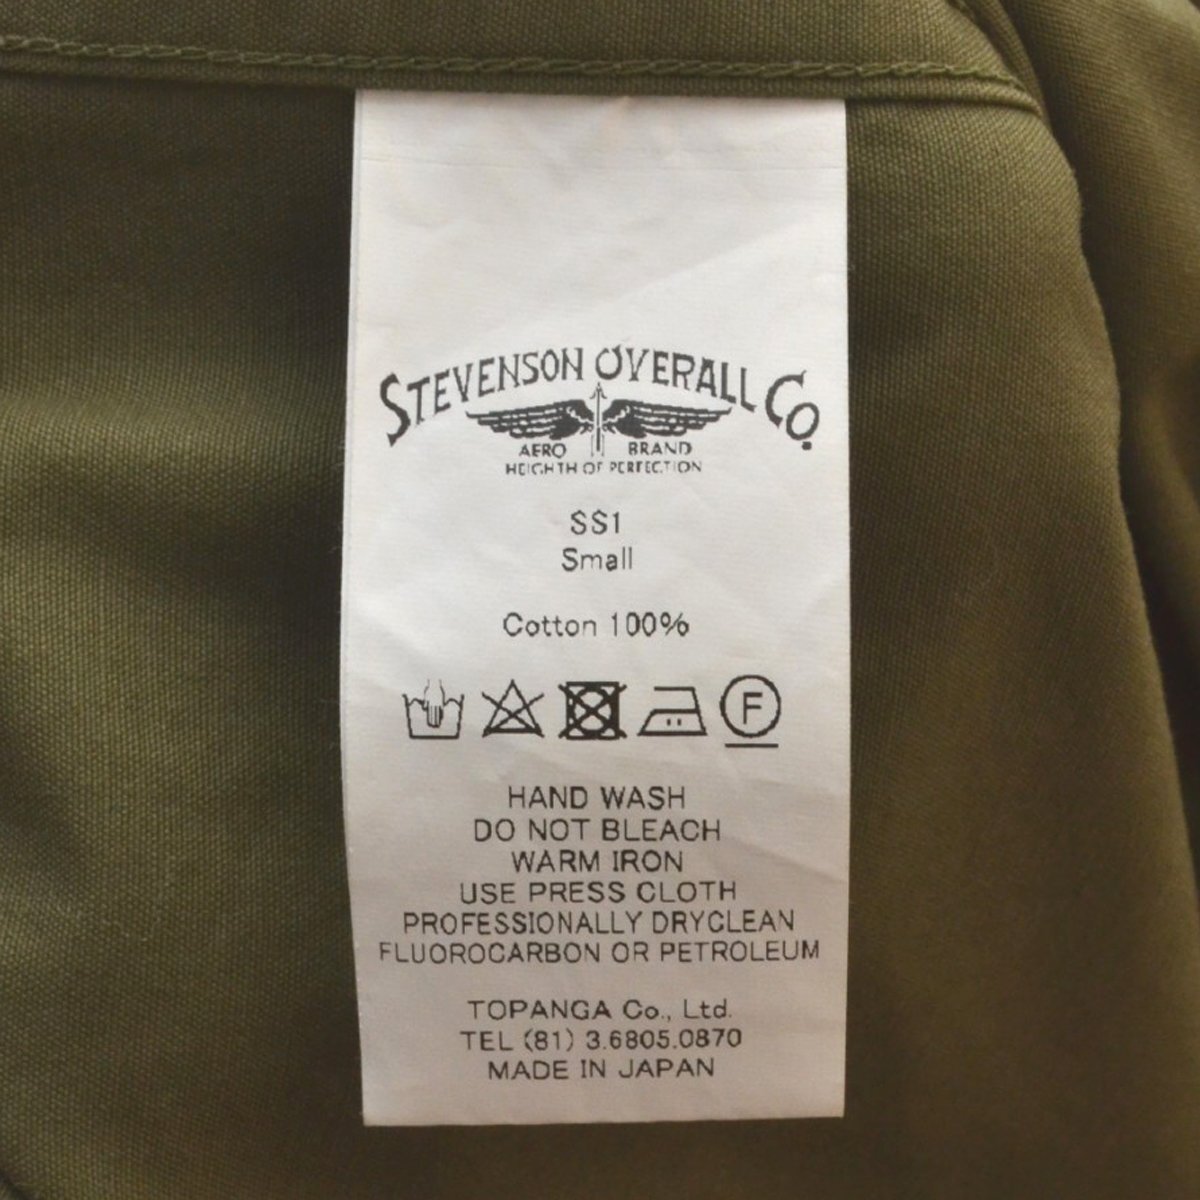 STEVENSON OVERALL CO.
AERO BRAND
HEIGHTH OF PERFECTION
SS1
Small
Cotton 100%
F
HAND WASH
DO NOT BLEACH
WARM IRON
USE PRESS CLOTH
PROFESSIONALLY DRYCLEAN
FLUOROCARBON OR PETROLEUM
TOPANGA Co., Ltd.
TEL (81) 3.6805.0870
MADE IN JAPAN